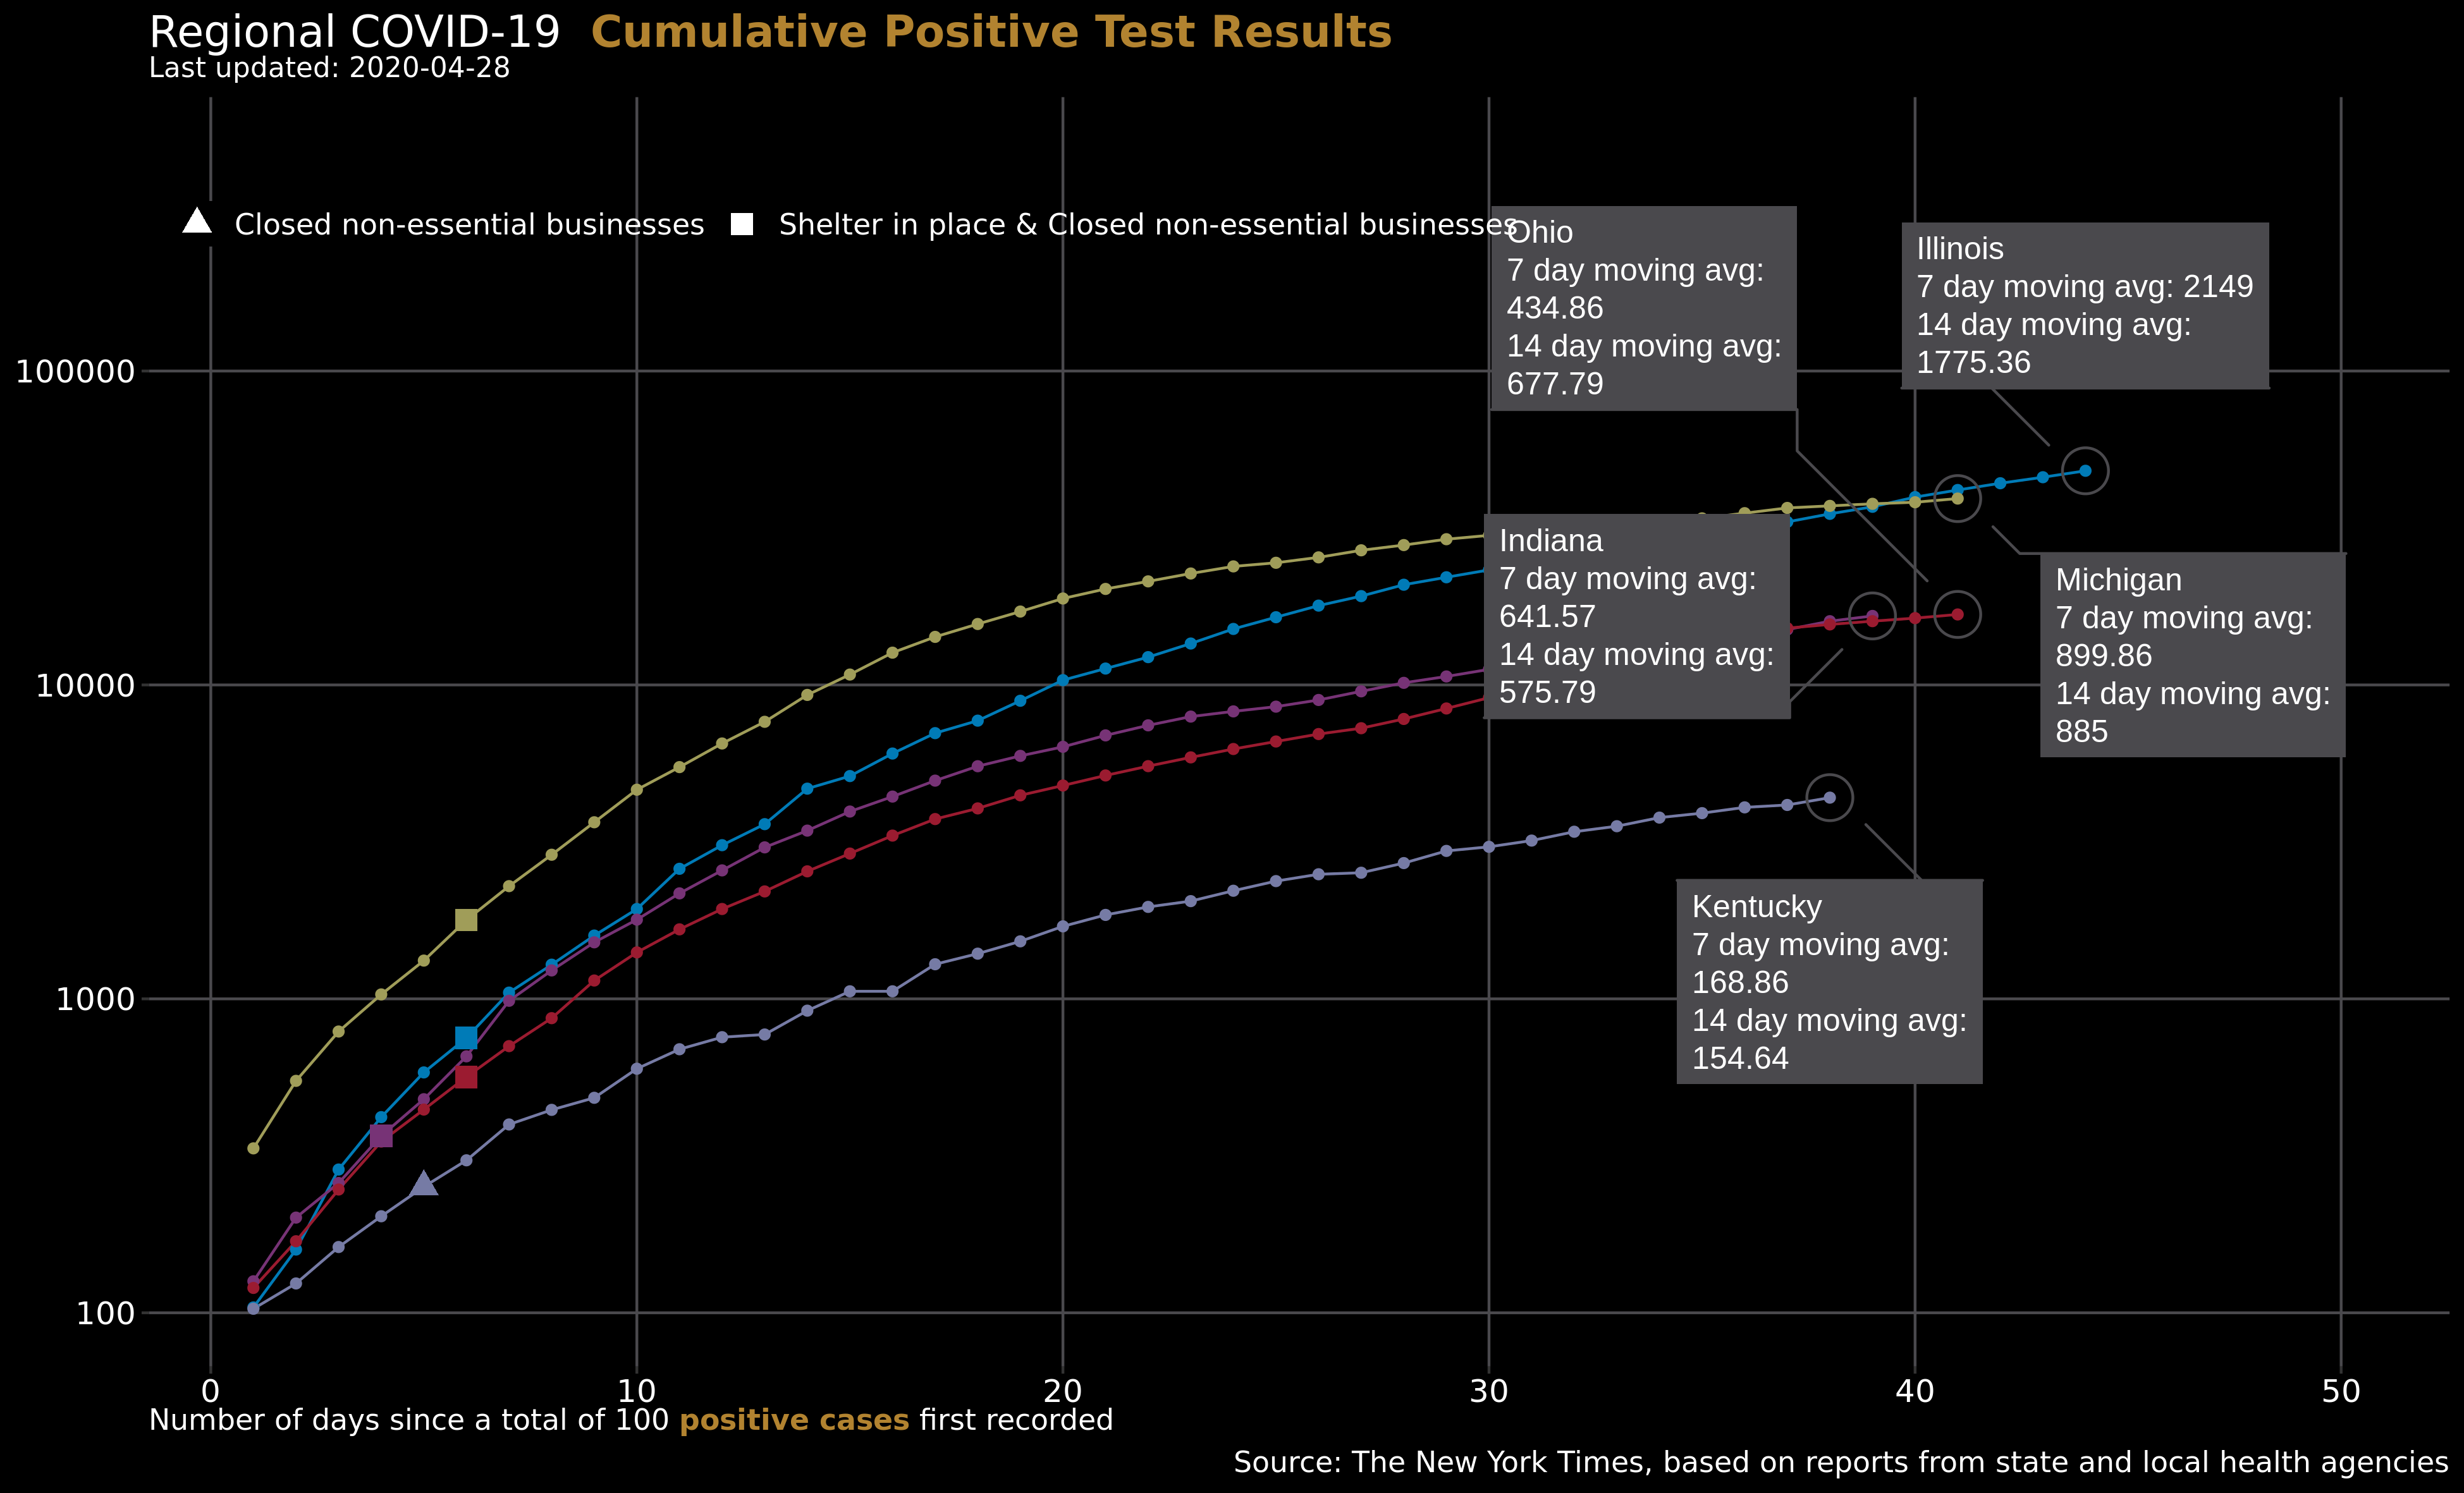 Regional COVID-19 Cumulative Positive Test Results
Last updated: 2020-04-28
Closed non-essential businesses
Shelter in place & Closed non-essential businesses
Ohio
7 day moving avg:
434.86
14 day moving avg:
677.79
Illinois
7 day moving avg: 2149
14 day moving avg:
1775.36
Indiana
7 day moving avg:
641.57
14 day moving avg:
575.79
Michigan
7 day moving avg:
899.86
14 day moving avg:
885
Kentucky
7 day moving avg:
168.86
14 day moving avg:
154.64
100000
10000
1000
100
0 10 20 30 40 50
Number of days since a total of 100 positive cases first recorded
Source: The New York Times, based on reports from state and local health agencies